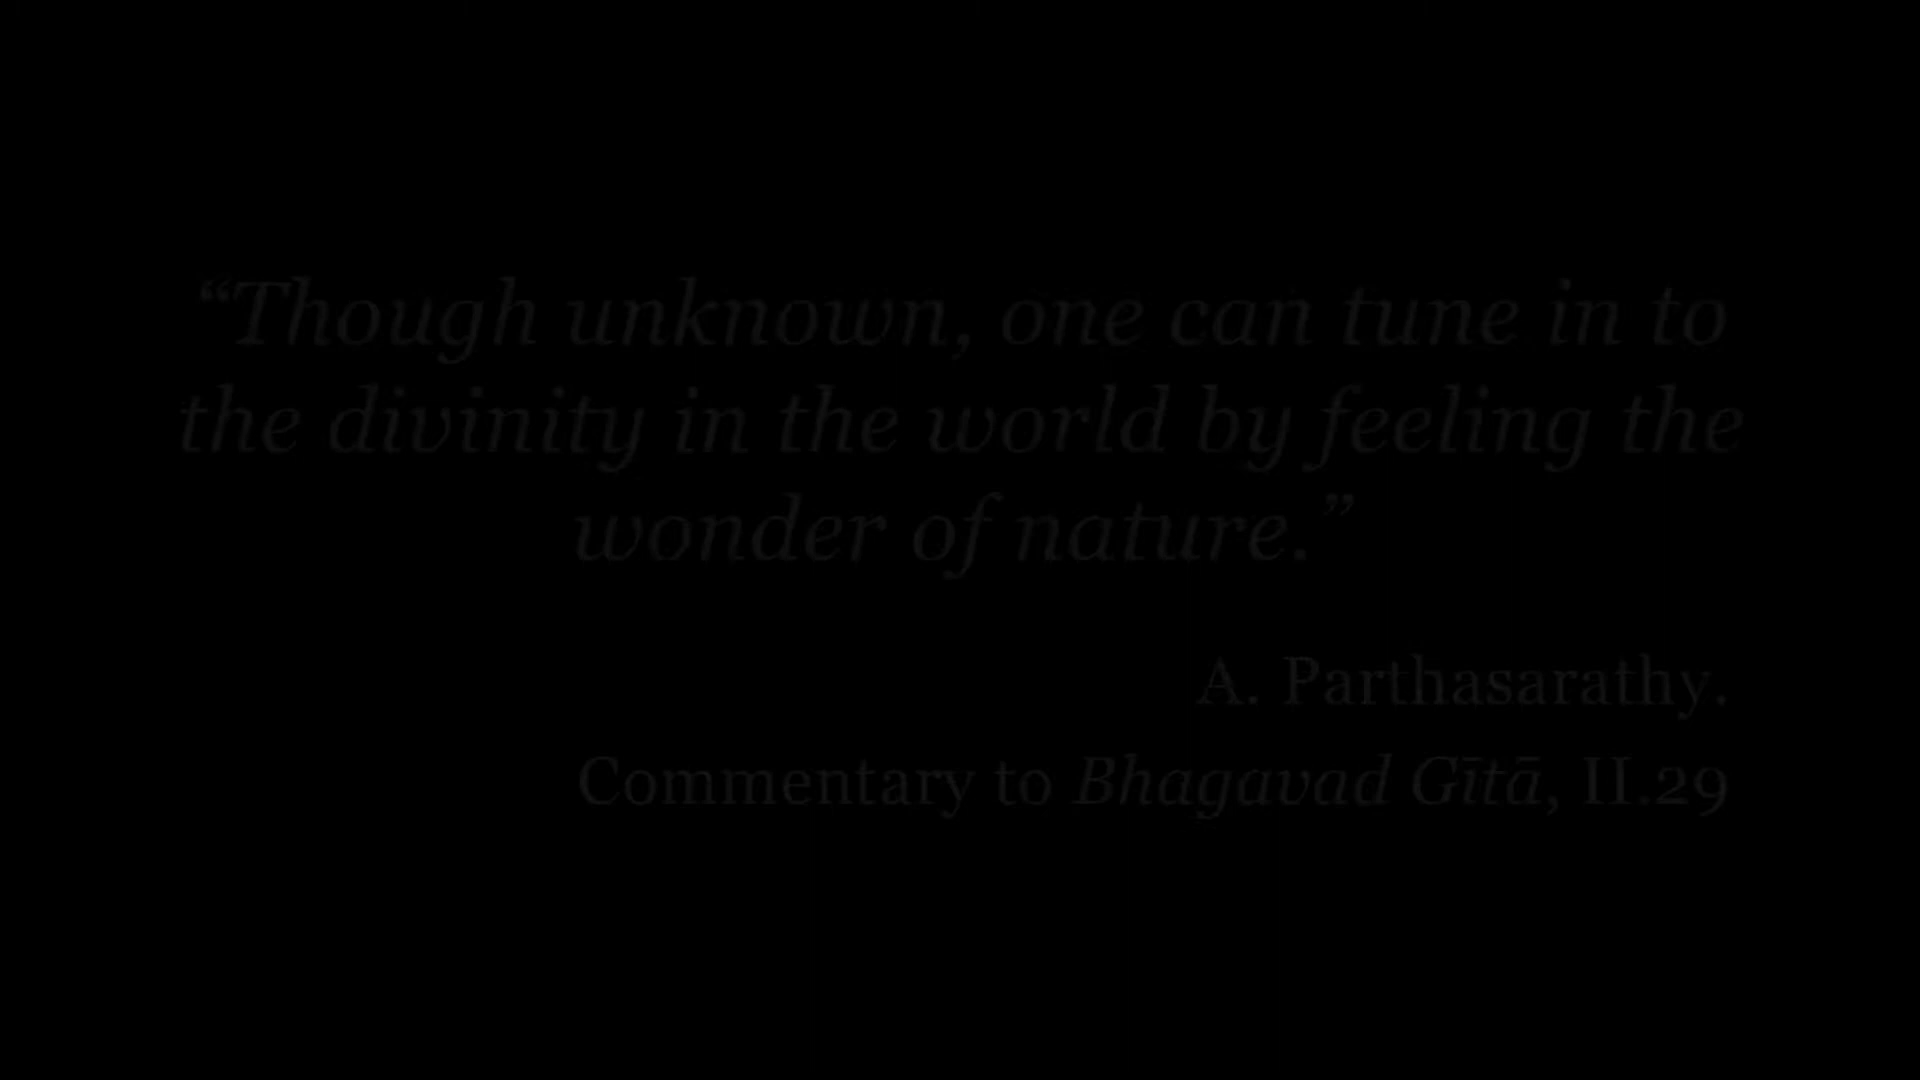 “Though unknown, one can tune in to
the divinity in the world by feeling the
wonder of nature.”
A. Parthasarathy.
Commentary to Bhagavad Gītā, II.29